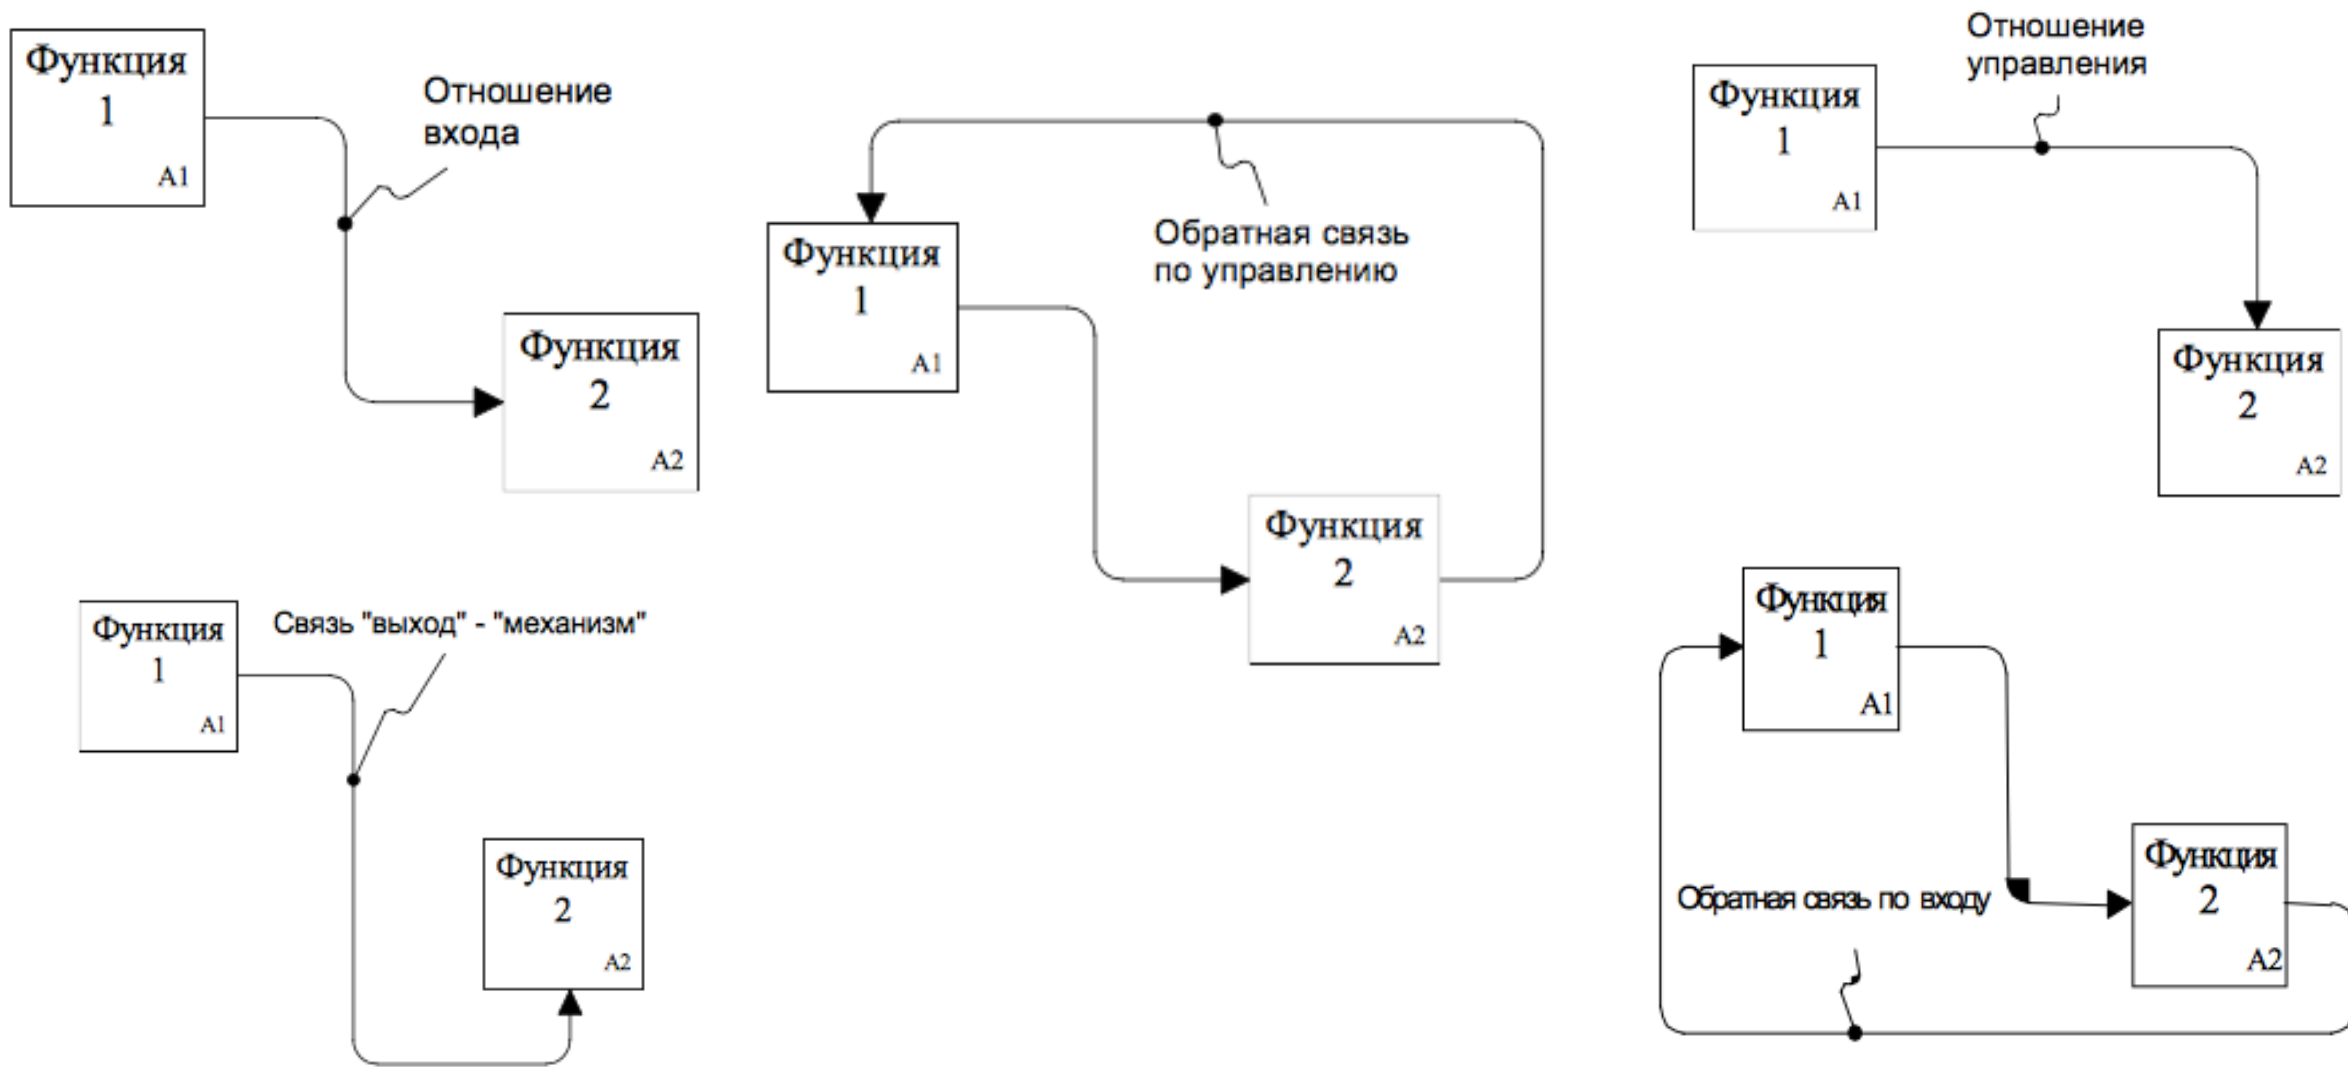 Функция
1
A1
Отношение
входа
Функция
2
A2
Обратная связь
по управлению
Функция
1
A1
Функция
2
A2
Отношение
управления
Функция
1
A1
Функция
2
A2
Функция
1
A1
Связь "выход" - "механизм"
Функция
2
A2
Функция
1
A1
Обратная связь по входу
Функция
2
A2